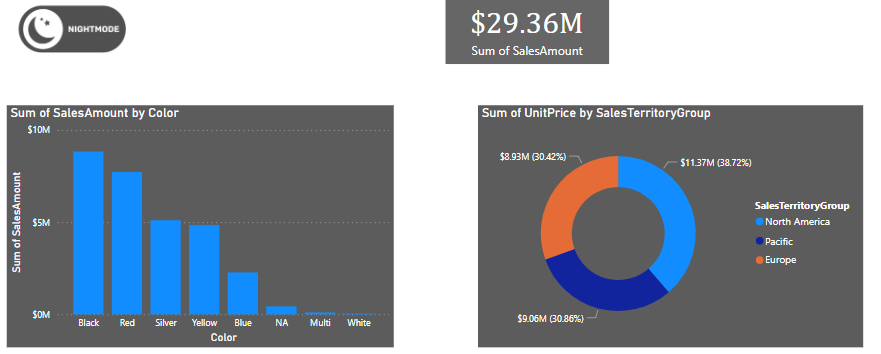 NIGHTMODE
$29.36M
Sum of SalesAmount
Sum of SalesAmount by Color
$10M
$5M
$0M
Sum of SalesAmount
Black Red Silver Yellow Blue NA Multi White
Color
Sum of UnitPrice by SalesTerritoryGroup
$8.93M (30.42%)
$11.37M (38.72%)
$9.06M (30.86%)
SalesTerritoryGroup
North America
Pacific
Europe